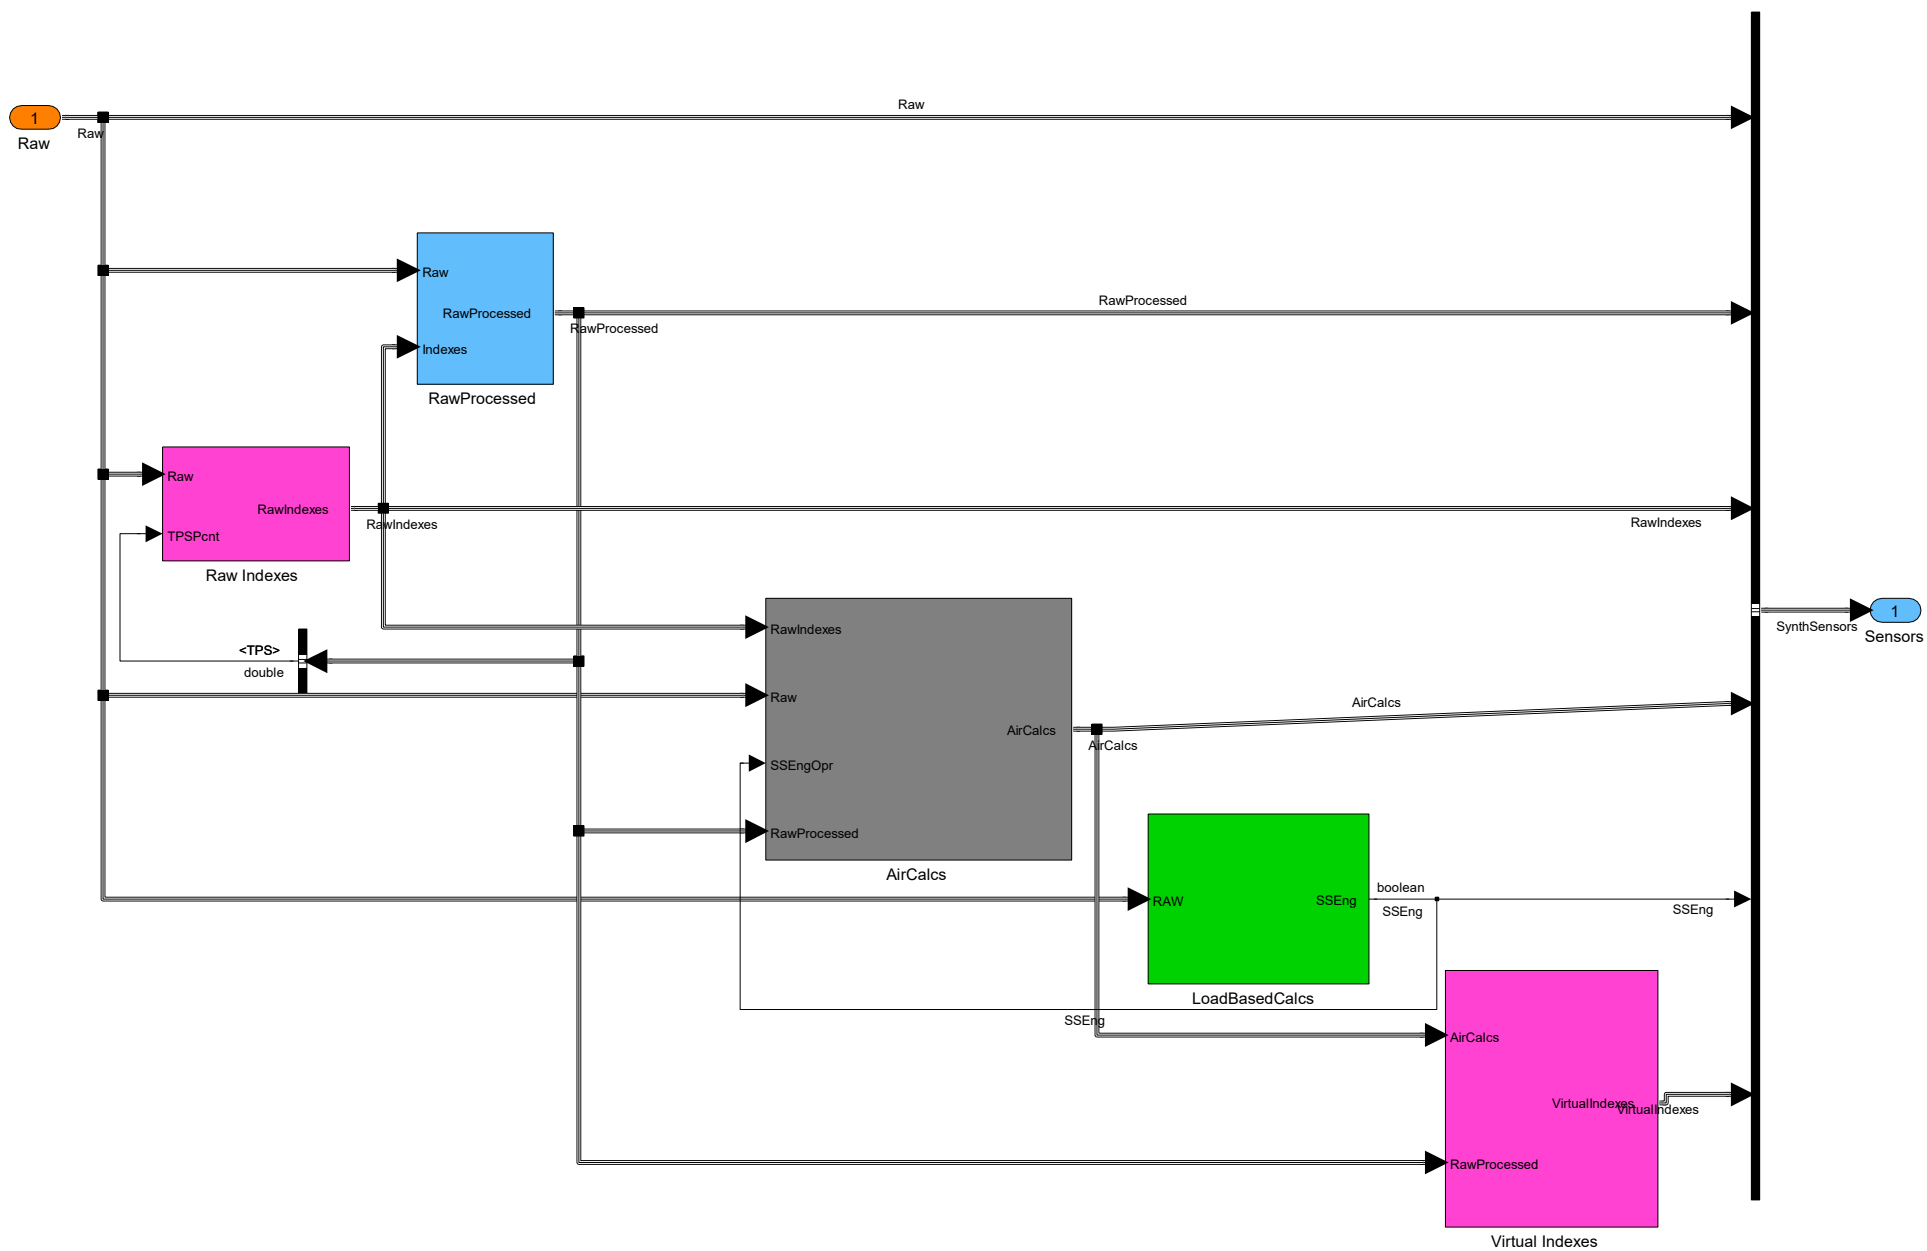 Raw
1
Raw
Raw
Raw
RawProcessed
RawProcessed
RawProcessed
Indexes
RawProcessed
Raw
RawIndexes
RawIndexes
RawIndexes
TPSPcnt
Raw Indexes
RawIndexes
<TPS>
double
Raw
AirCalcs
AirCalcs
AirCalcs
SSEngOpr
RawProcessed
AirCalcs
1
SynthSensors
Sensors
RAW
SSEng
boolean
SSEng
SSEng
LoadBasedCalcs
SSEng
AirCalcs
VirtualIndexes
VirtualIndexes
RawProcessed
Virtual Indexes